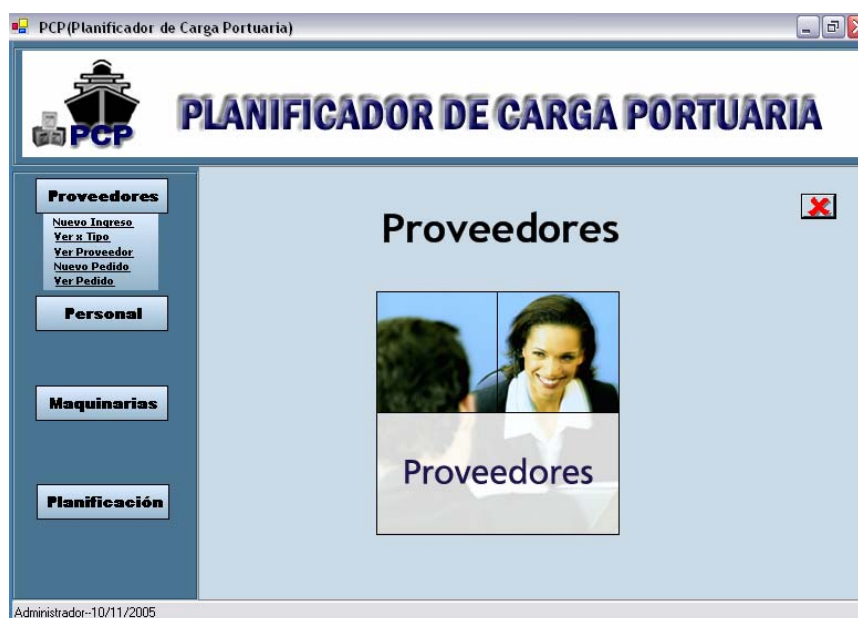 PCP(Planificador de Carga Portuaria)
PCP
PLANIFICADOR DE CARGA PORTUARIA
Proveedores
Nuevo Ingreso
Ver x Tipo
Ver Proveedor
Nuevo Pedido
Ver Pedido
Personal
Maquinarias
Planificación
Proveedores
Proveedores
Administrador--10/11/2005